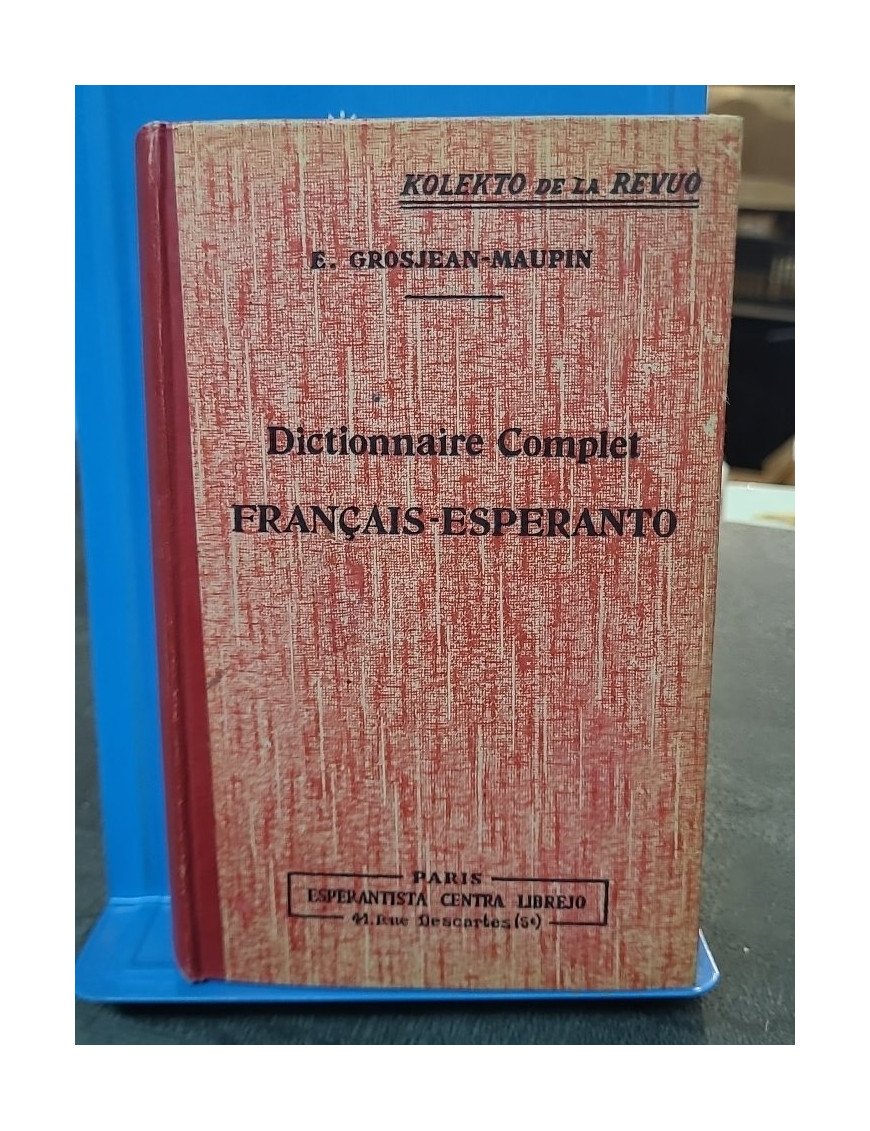 KOLEKTO DE LA REVUO
E. GROSJEAN-MAUPIN
Dictionnaire Complet
FRANÇAIS-ESPERANTO
PARIS
ESPERANTISTA CENTRA LIBREJO
41. Rue Descartes (5e)